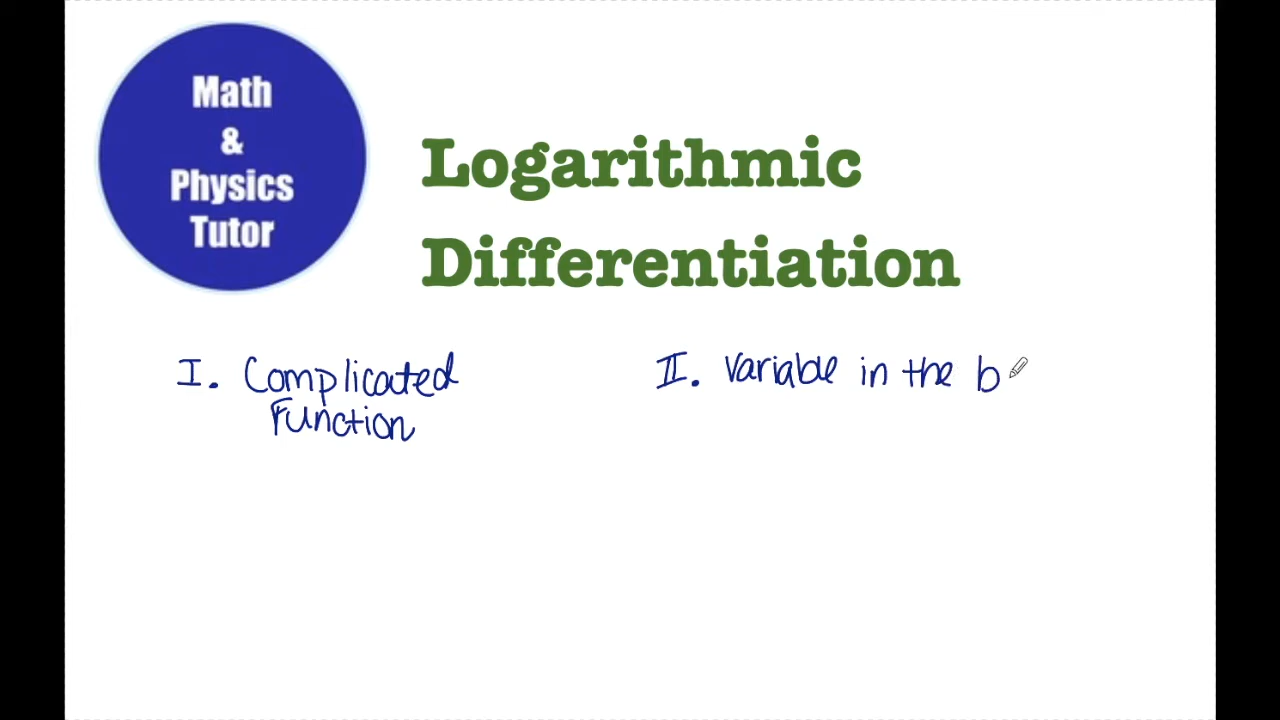 Math
&
Physics
Tutor
Logarithmic
Differentiation
I. Complicated
Function
II. Variable in the b